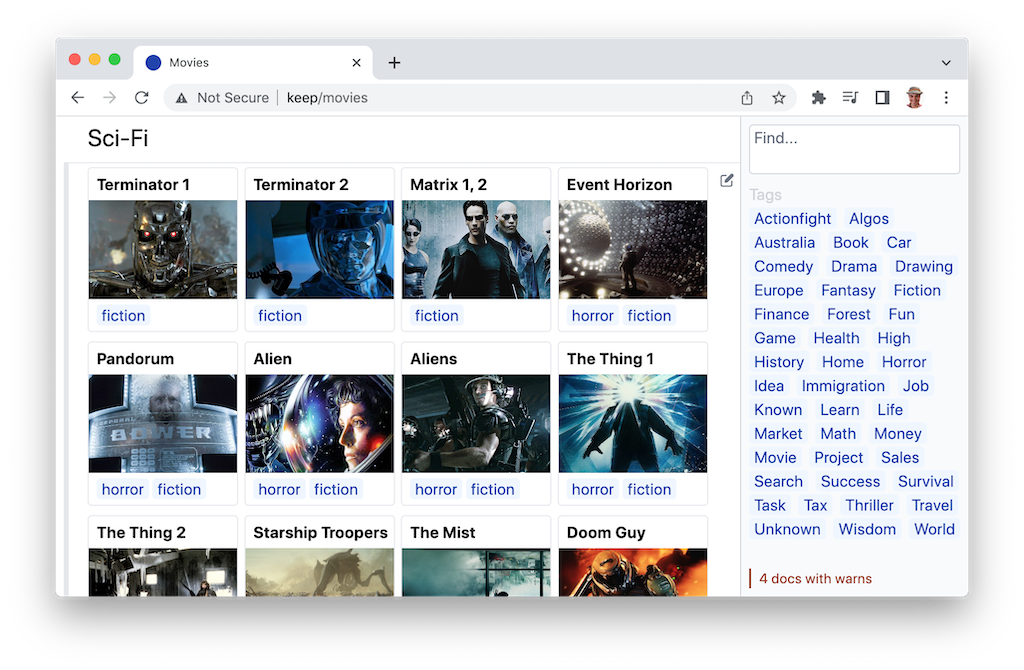 Movies
Not Secure keep/movies
Sci-Fi
Find...
Terminator 1 Terminator 2 Matrix 1, 2 Event Horizon
fiction fiction fiction horror fiction
Pandorum Alien Aliens The Thing 1
BOWER
horror fiction horror fiction horror fiction horror fiction
The Thing 2 Starship Troopers The Mist Doom Guy
Tags
Actionfight Algos
Australia Book Car
Comedy Drama Drawing
Europe Fantasy Fiction
Finance Forest Fun
Game Health High
History Home Horror
Idea Immigration Job
Known Learn Life
Market Math Money
Movie Project Sales
Search Success Survival
Task Tax Thriller Travel
Unknown Wisdom World
4 docs with warns